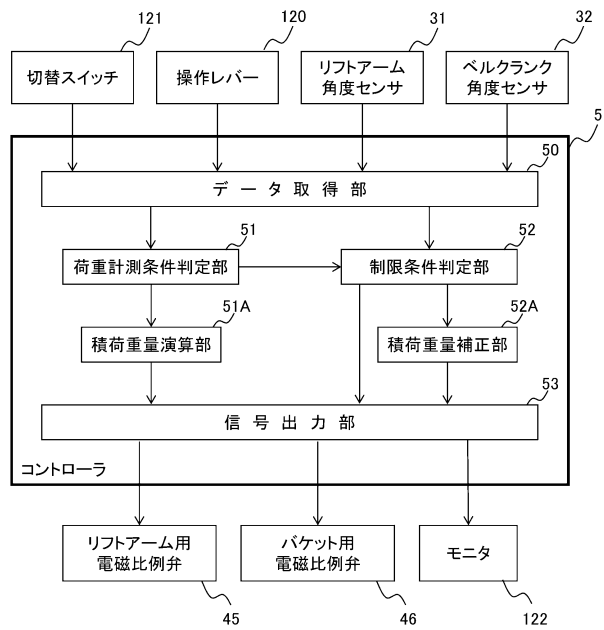 121
120
31
32
切替スイッチ
操作レバー
リフトアーム
角度センサ
ベルクランク
角度センサ
5
50
データ取得部
51
52
荷重計測条件判定部
制限条件判定部
51A
52A
積荷重量演算部
積荷重量補正部
53
信号出力部
コントローラ
リフトアーム用
電磁比例弁
バケット用
電磁比例弁
モニタ
45
46
122